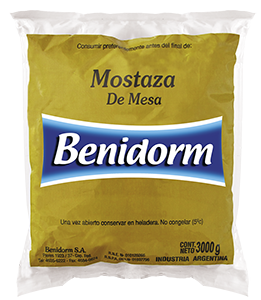 Consumir preferentemente antes del final de:
Mostaza
De Mesa
Benidorm
Una vez abierto conservar en heladera. No congelar (5ºc)
Benidorm S.A.
CONT.
NETO 3000g
INDUSTRIA ARGENTINA